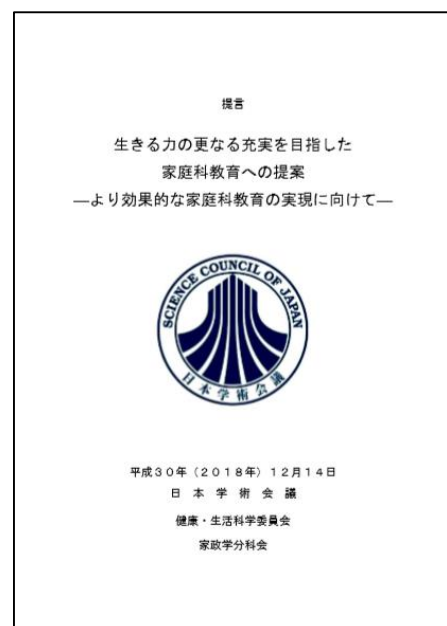 提言
生きる力の更なる充実を目指した
家庭科教育への提案
―より効果的な家庭科教育の実現に向けて―
SCIENCE COUNCIL OF JAPAN
日本学術会議
平成30年（2018年）12月14日
日 本 学 術 会 議
健康・生活科学委員会
家政学分科会